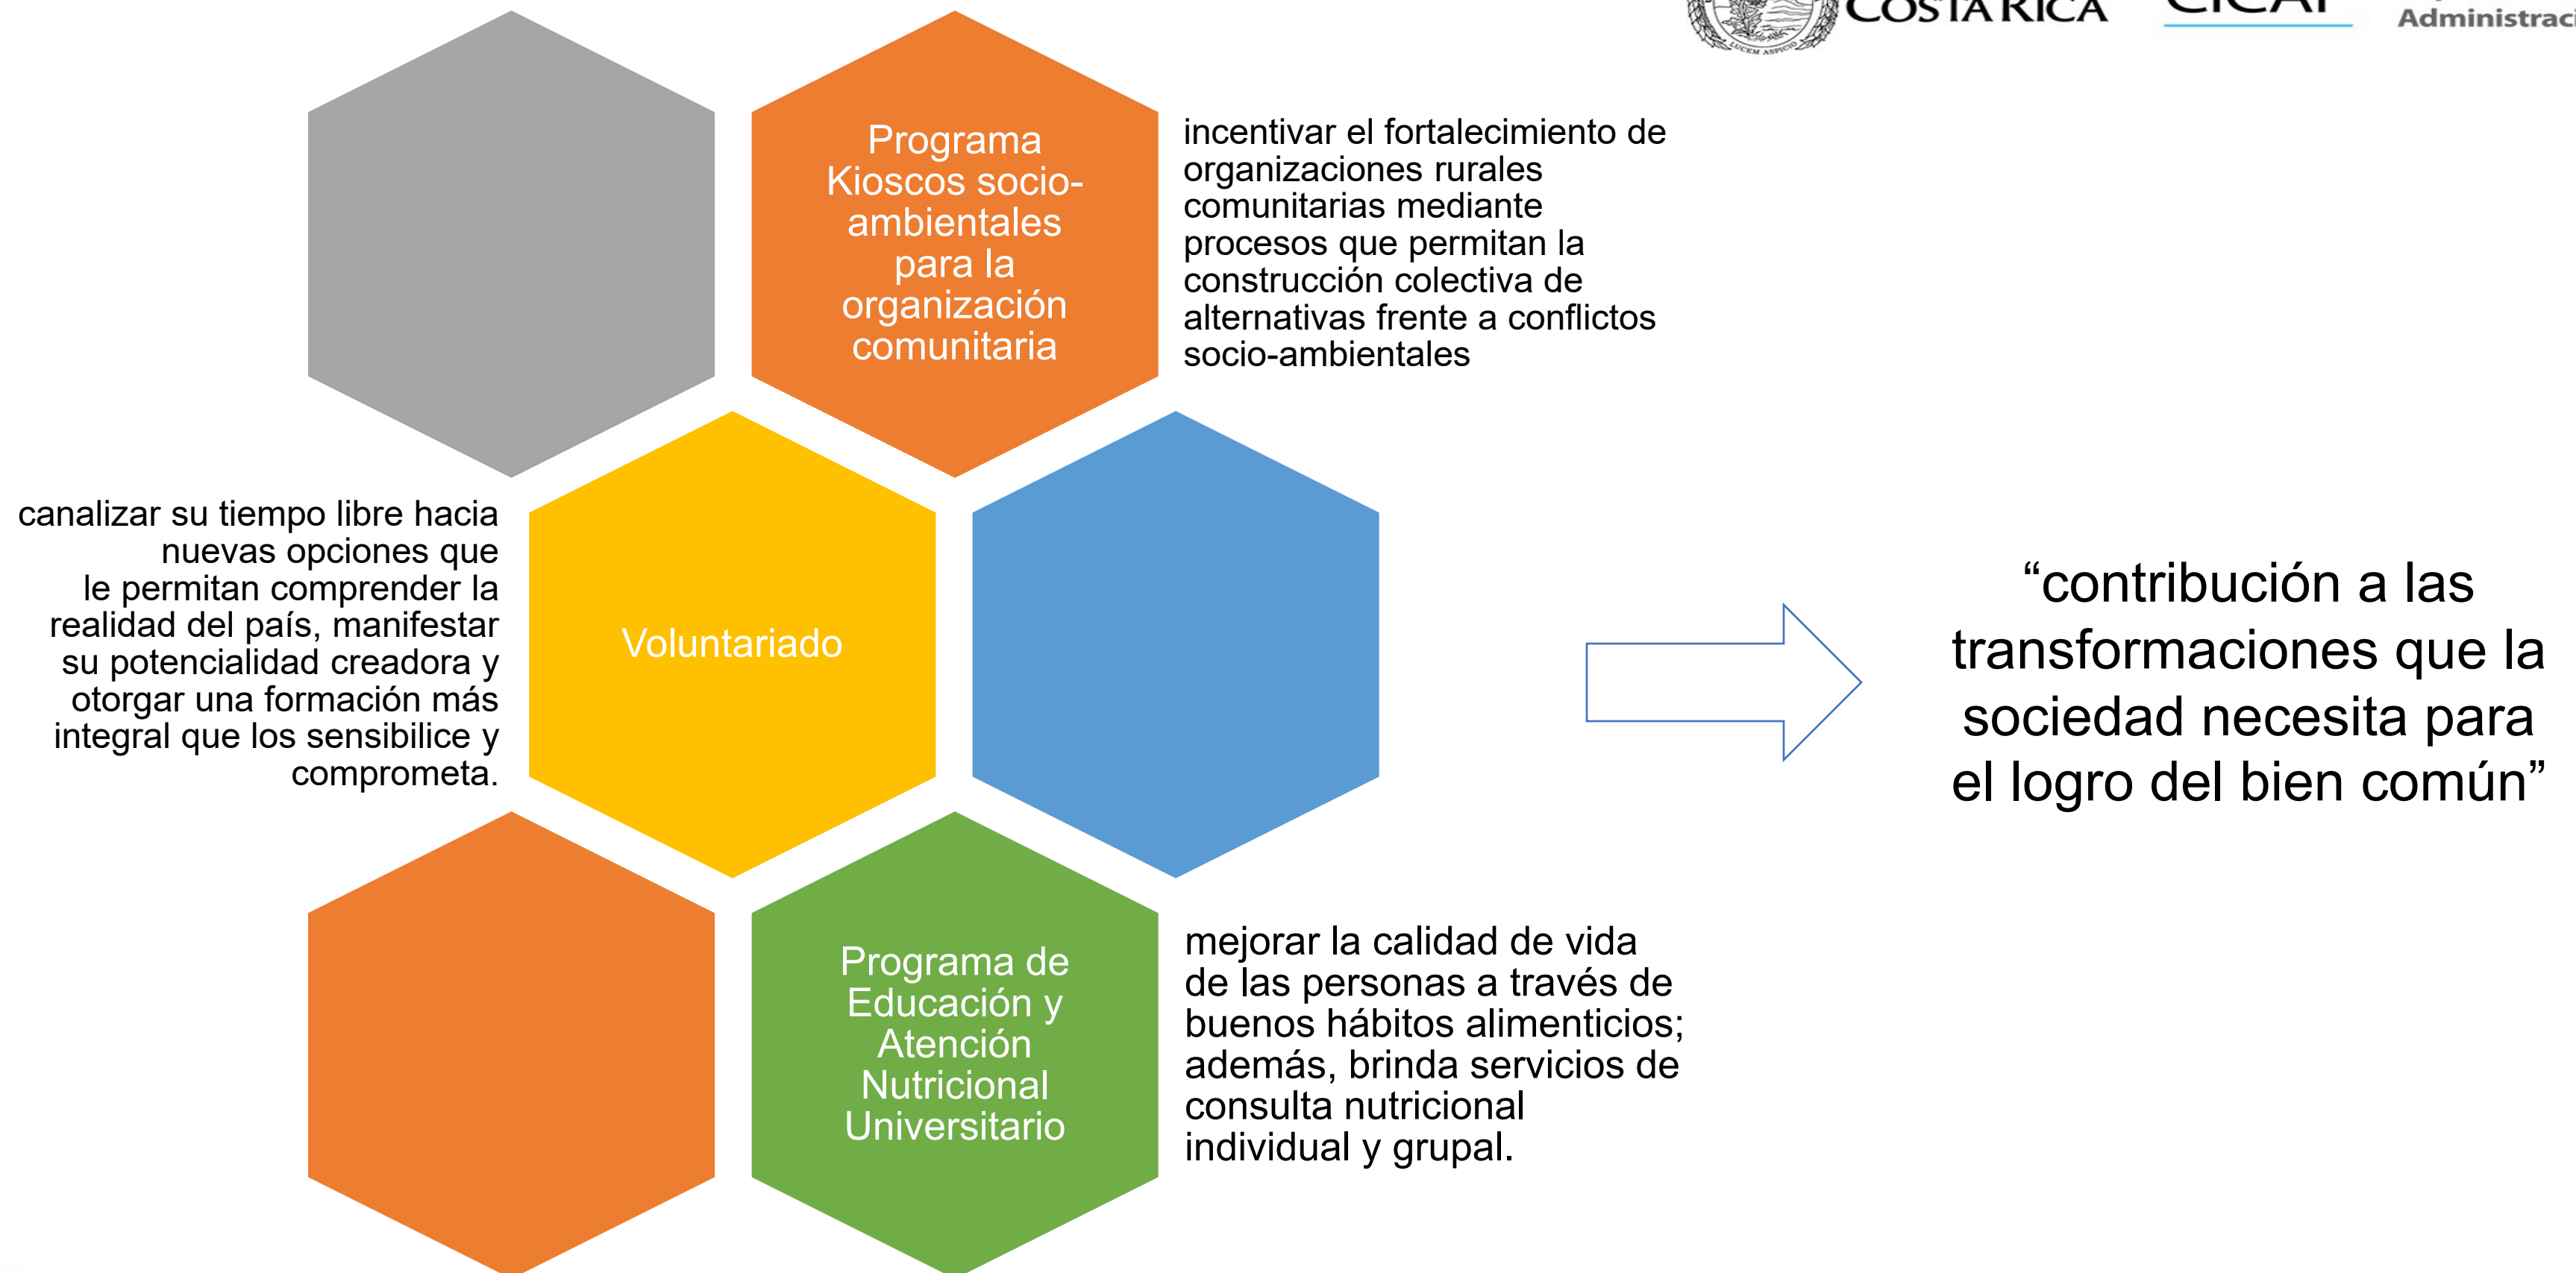 COSTA RICA
LUCEM ASPICIO
Programa
Kioscos socio-
ambientales
para la
organización
comunitaria
incentivar el fortalecimiento de
organizaciones rurales
comunitarias mediante
procesos que permitan la
construcción colectiva de
alternativas frente a conflictos
socio-ambientales
canalizar su tiempo libre hacia
nuevas opciones que
le permitan comprender la
realidad del país, manifestar
su potencialidad creadora y
otorgar una formación más
integral que los sensibilice y
comprometa.
Voluntariado
“contribución a las
transformaciones que la
sociedad necesita para
el logro del bien común”
Programa de
Educación y
Atención
Nutricional
Universitario
mejorar la calidad de vida
de las personas a través de
buenos hábitos alimenticios;
además, brinda servicios de
consulta nutricional
individual y grupal.